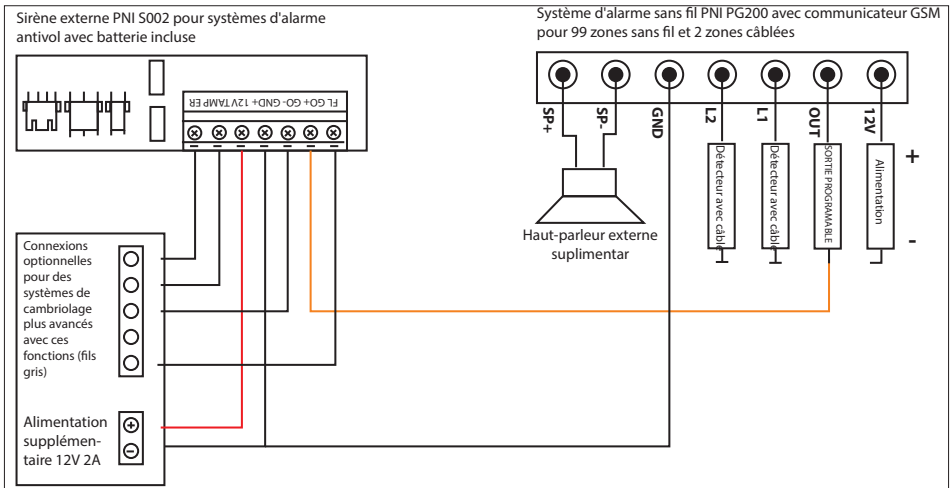 Sirène externe PNI S002 pour systèmes d'alarme
antivol avec batterie incluse
FL GO+ GO- GND+ 12V TAMPER
Connexions
optionnelles
pour des
systèmes de
cambriolage
plus avancés
avec ces
fonctions (fils
gris)
Alimentation
supplémen-
taire 12V 2A
+
-
Système d'alarme sans fil PNI PG200 avec communicateur GSM
pour 99 zones sans fil et 2 zones câblées
SP+
SP-
GND
L2
L1
OUT
12V
Haut-parleur externe
suplimentar
Détecteur avec câble
Détecteur avec câble
SORTIE PROGRAMABLE
Alimentation
+
-